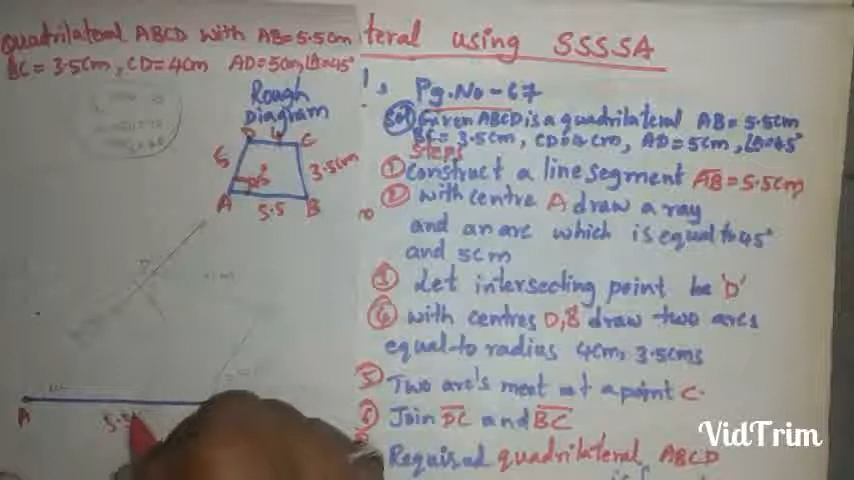 quadrilateral ABCD with AB = 5.5cm
BC = 3.5cm, CD = 4cm AD = 5cm, ∠A=45°
teral using SSSSA
Rough
Diagram
D 4 C
5
3.5cm
45°
A B
5.5
Pg.No - 67
Sol Given ABCD is a quadrilateral AB = 5.5cm
BC = 3.5cm, CD = 4cm, AD = 5cm, ∠A=45°
Steps
① Construct a line segment AB = 5.5cm
② with centre A draw a ray
and an arc which is equal to 45°
and 5cm
③ Let intersecting point be 'D'
④ with centres D,B draw two arcs
equal to radius 4cm, 3.5cms
⑤ Two arc's meet at a point C.
⑥ Join DC and BC
Required quadrilateral ABCD
D
A
5.5
VidTrim